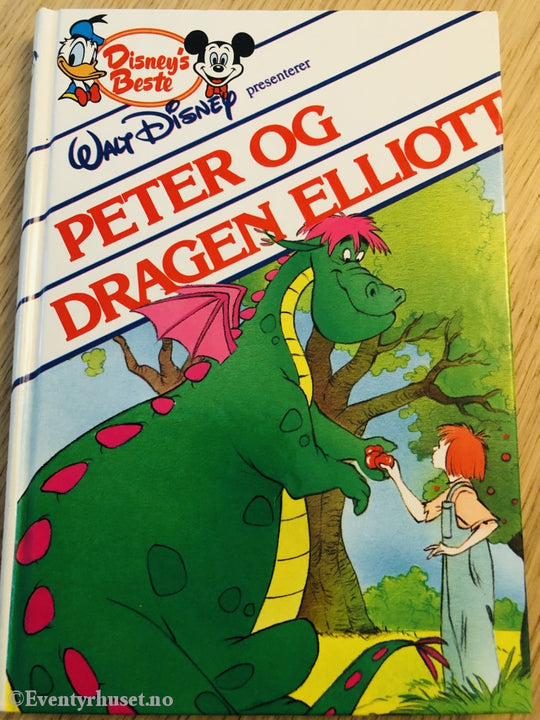 Disney's
Beste
WALT DISNEY presenterer
PETER OG
DRAGEN ELLIOTT
©Eventyrhuset.no